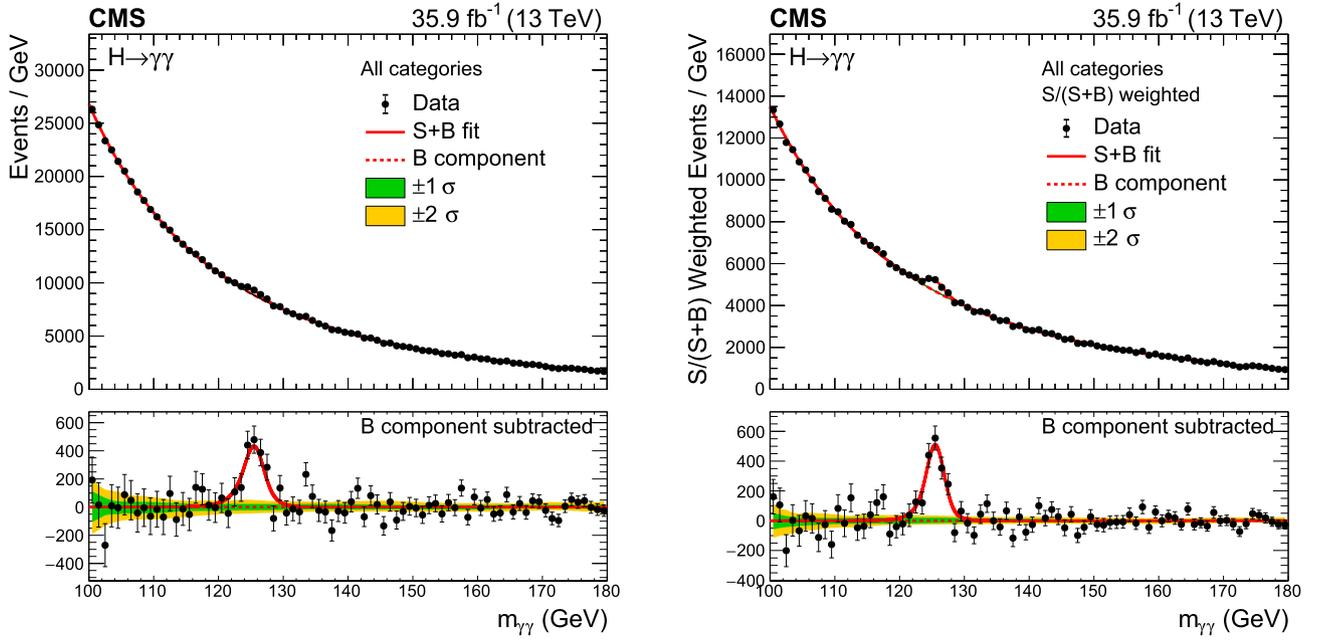 CMS
35.9 fb⁻¹ (13 TeV)
Events / GeV
H→γγ
All categories
Data
S+B fit
B component
±1 σ
±2 σ
30000
25000
20000
15000
10000
5000
0
B component subtracted
600
400
200
0
−200
−400
100 110 120 130 140 150 160 170 180
mγγ (GeV)
CMS
35.9 fb⁻¹ (13 TeV)
S/(S+B) Weighted Events / GeV
H→γγ
All categories
S/(S+B) weighted
Data
S+B fit
B component
±1 σ
±2 σ
16000
14000
12000
10000
8000
6000
4000
2000
0
B component subtracted
600
400
200
0
−200
−400
100 110 120 130 140 150 160 170 180
mγγ (GeV)